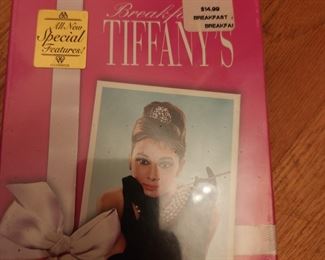 All New
Special
Features!
Breakfa
$14.99
BREAKFAST
BREAKFA
TIFFANY'S